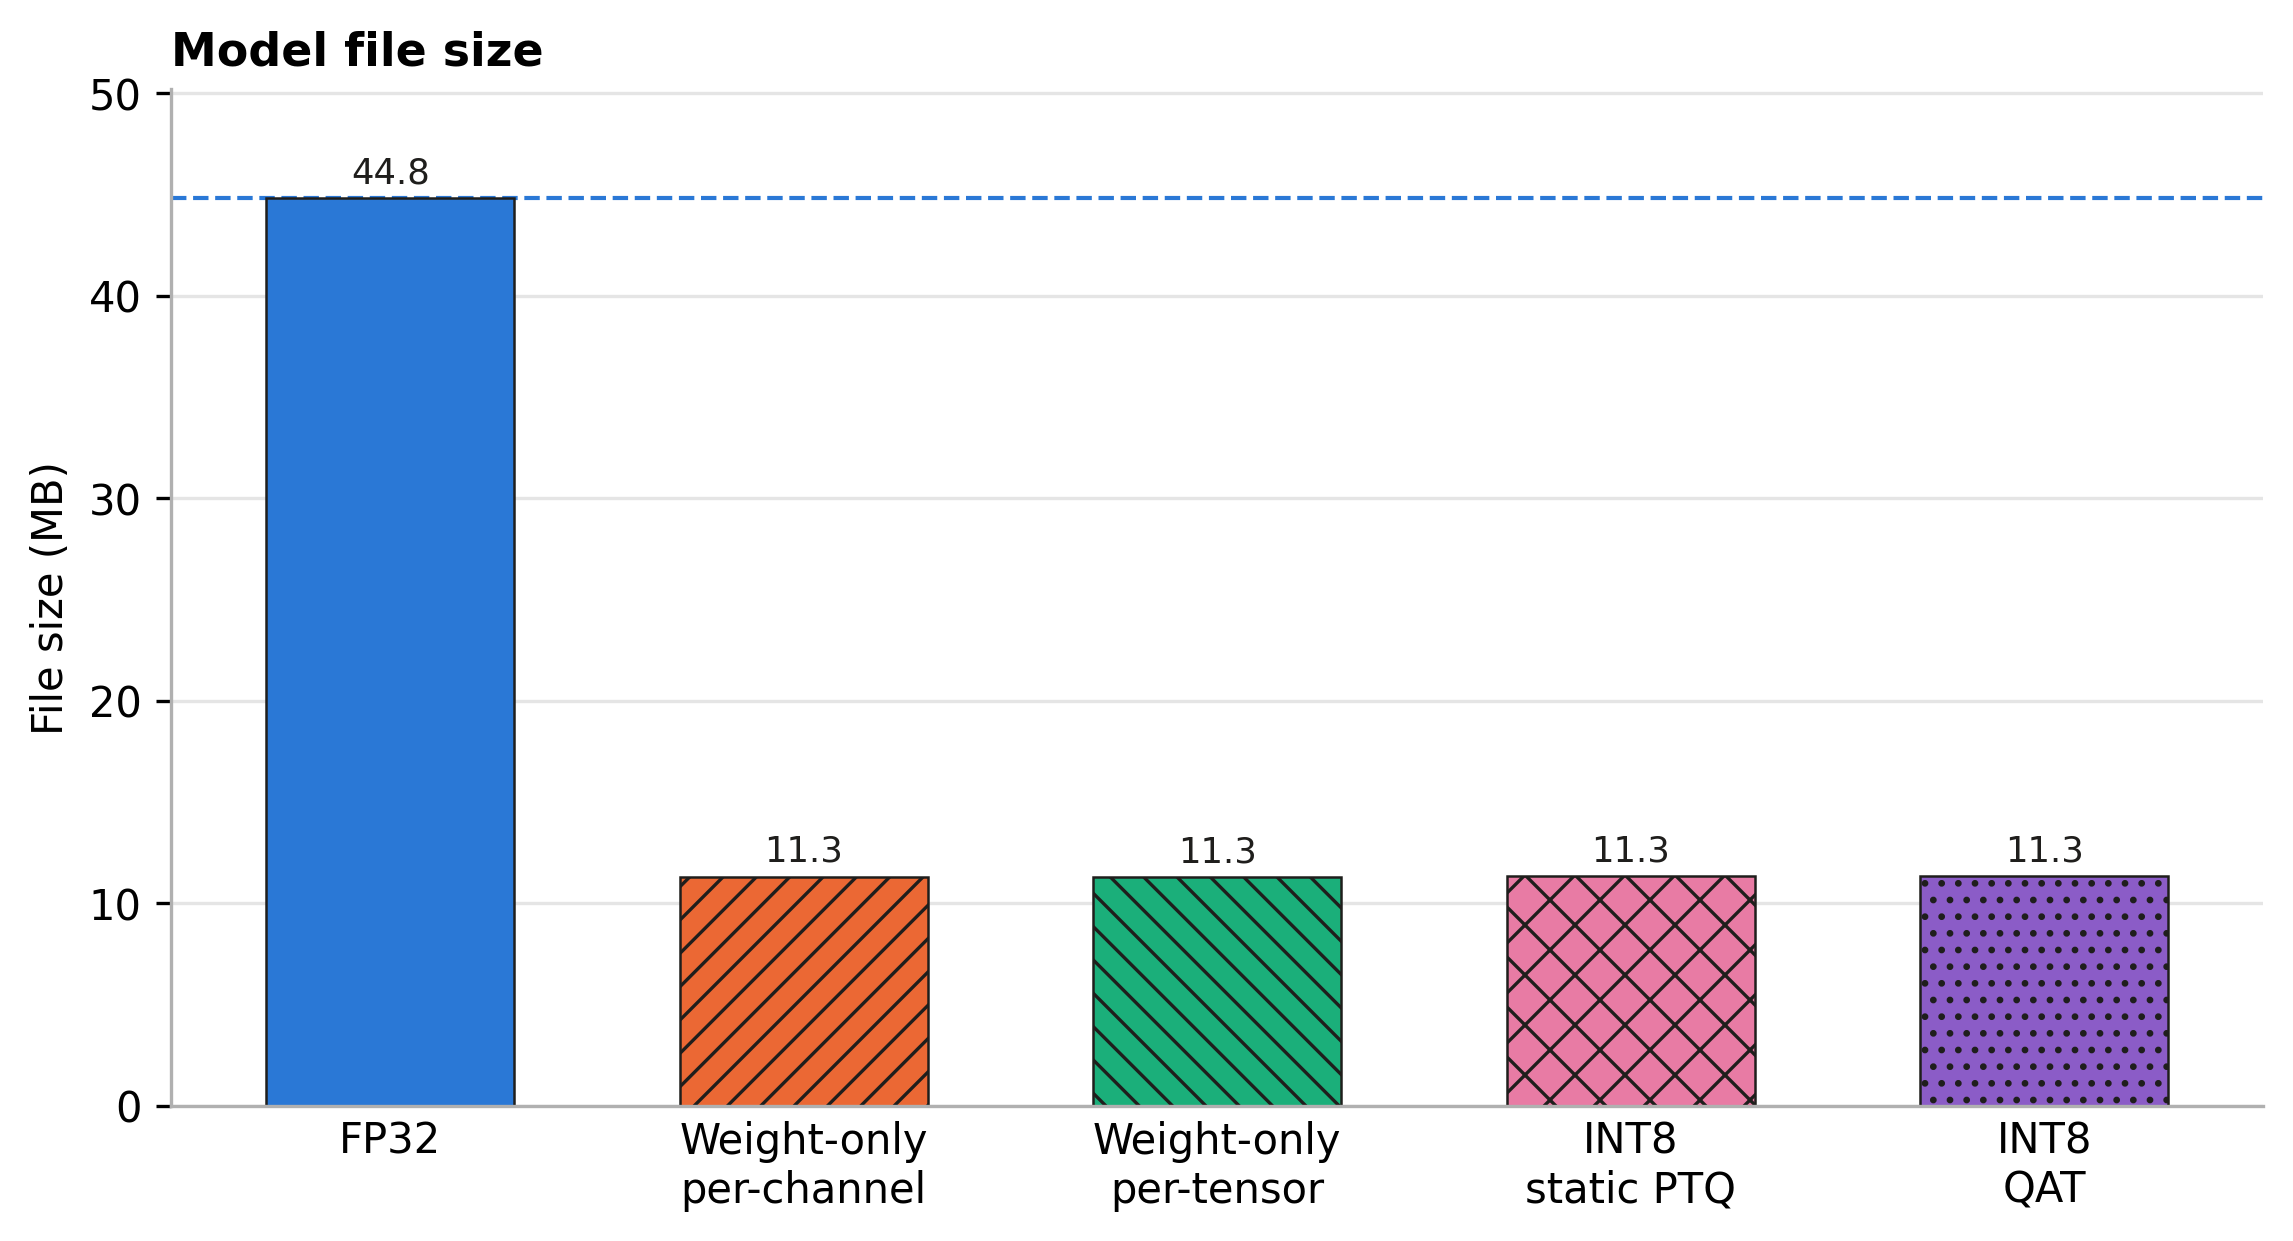 Model file size
File size (MB)
50
40
30
20
10
0
44.8
11.3
11.3
11.3
11.3
FP32
Weight-only
per-channel
Weight-only
per-tensor
INT8
static PTQ
INT8
QAT